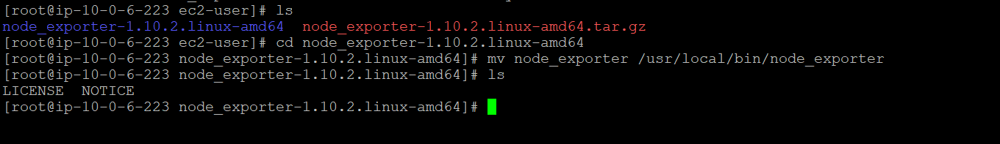 [root@ip-10-0-6-223 ec2-user]# ls
node_exporter-1.10.2.linux-amd64  node_exporter-1.10.2.linux-amd64.tar.gz
[root@ip-10-0-6-223 ec2-user]# cd node_exporter-1.10.2.linux-amd64
[root@ip-10-0-6-223 node_exporter-1.10.2.linux-amd64]# mv node_exporter /usr/local/bin/node_exporter
[root@ip-10-0-6-223 node_exporter-1.10.2.linux-amd64]# ls
LICENSE  NOTICE
[root@ip-10-0-6-223 node_exporter-1.10.2.linux-amd64]#